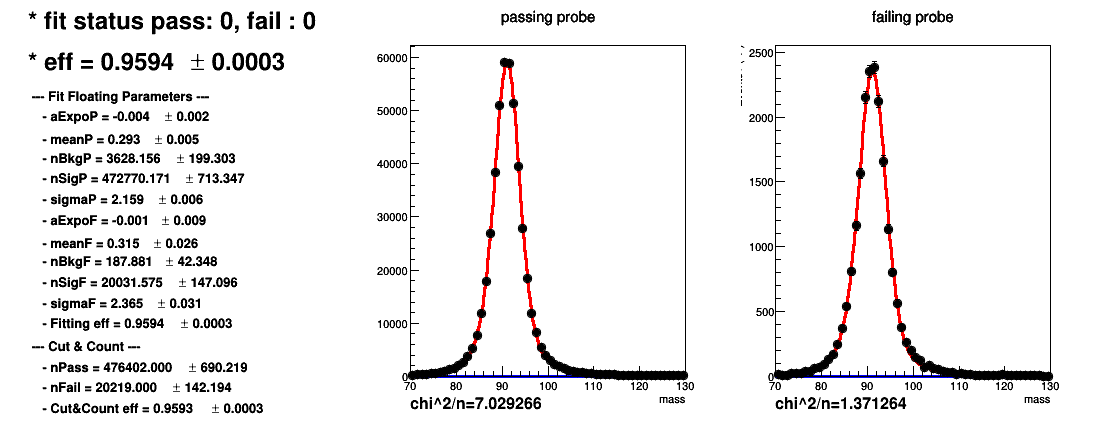 * fit status pass: 0, fail : 0
* eff = 0.9594 ± 0.0003
--- Fit Floating Parameters ---
- aExpoP = -0.004 ± 0.002
- meanP = 0.293 ± 0.005
- nBkgP = 3628.156 ± 199.303
- nSigP = 472770.171 ± 713.347
- sigmaP = 2.159 ± 0.006
- aExpoF = -0.001 ± 0.009
- meanF = 0.315 ± 0.026
- nBkgF = 187.881 ± 42.348
- nSigF = 20031.575 ± 147.096
- sigmaF = 2.365 ± 0.031
- Fitting eff = 0.9594 ± 0.0003
--- Cut & Count ---
- nPass = 476402.000 ± 690.219
- nFail = 20219.000 ± 142.194
- Cut&Count eff = 0.9593 ± 0.0003
passing probe
60000
50000
40000
30000
20000
10000
0
70 80 90 100 110 120 130
mass
chi^2/n=7.029266
failing probe
2500
2000
1500
1000
500
0
70 80 90 100 110 120 130
mass
chi^2/n=1.371264